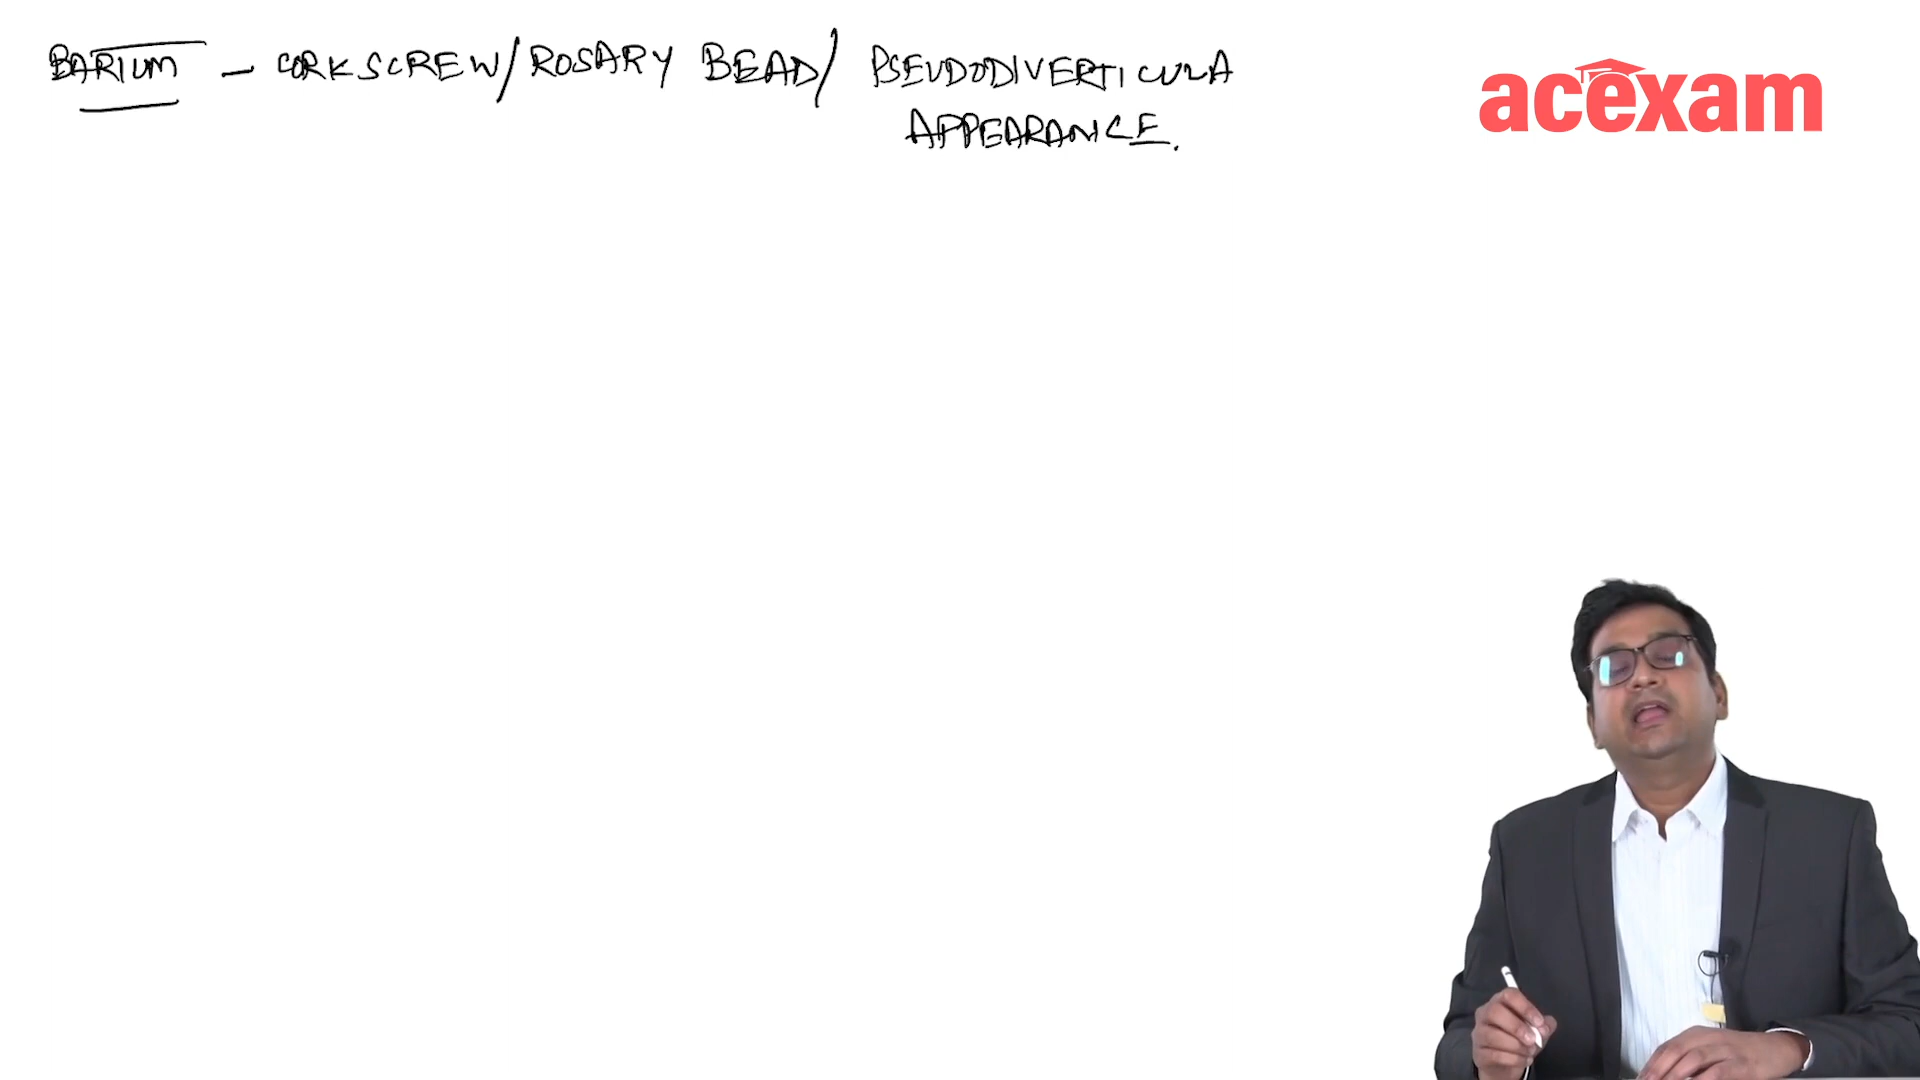 BARIUM - CORKSCREW/ROSARY BEAD/ PSEUDODIVERTICULA
APPEARANCE.
acexam